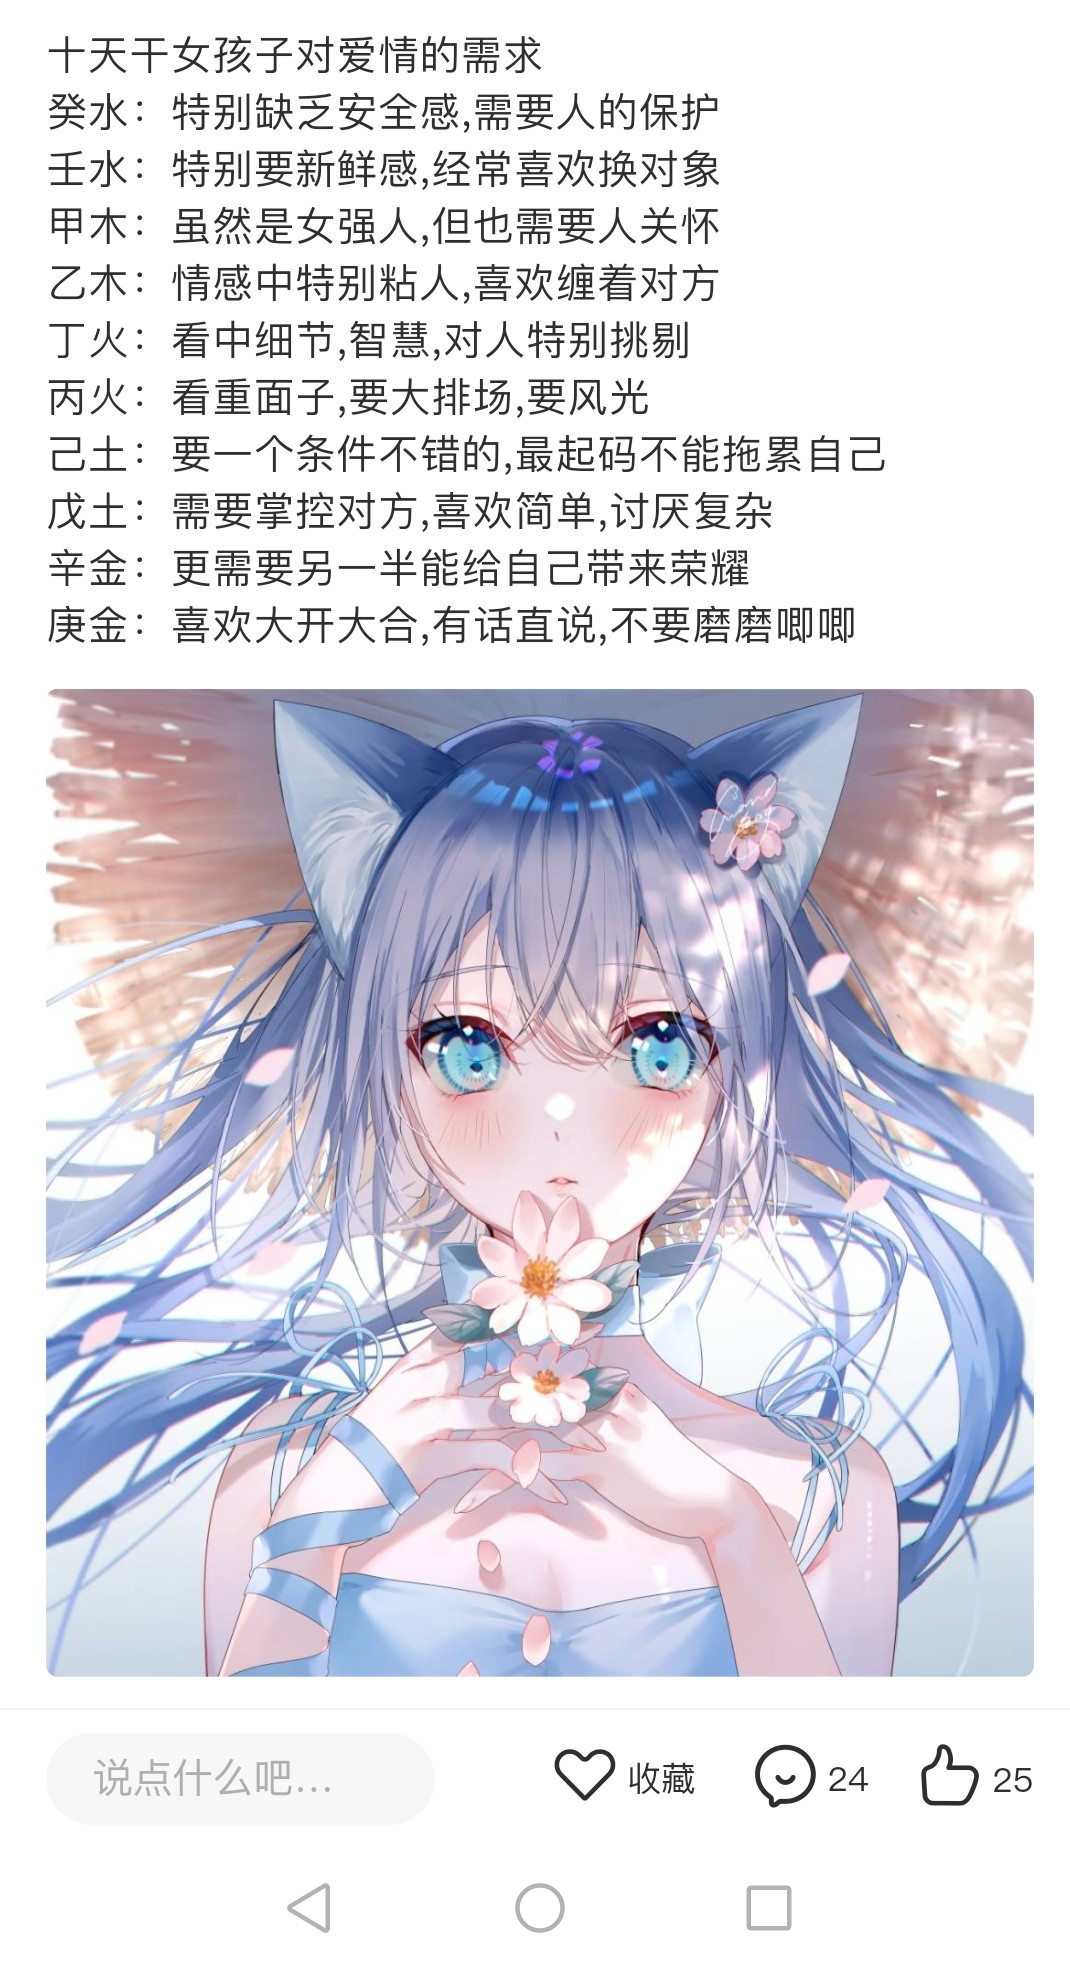 十天干女孩子对爱情的需求
癸水：特别缺乏安全感,需要人的保护
壬水：特别要新鲜感,经常喜欢换对象
甲木：虽然是女强人,但也需要人关怀
乙木：情感中特别粘人,喜欢缠着对方
丁火：看中细节,智慧,对人特别挑剔
丙火：看重面子,要大排场,要风光
己土：要一个条件不错的,最起码不能拖累自己
戊土：需要掌控对方,喜欢简单,讨厌复杂
辛金：更需要另一半能给自己带来荣耀
庚金：喜欢大开大合,有话直说,不要磨磨唧唧
说点什么吧... 收藏 24 25